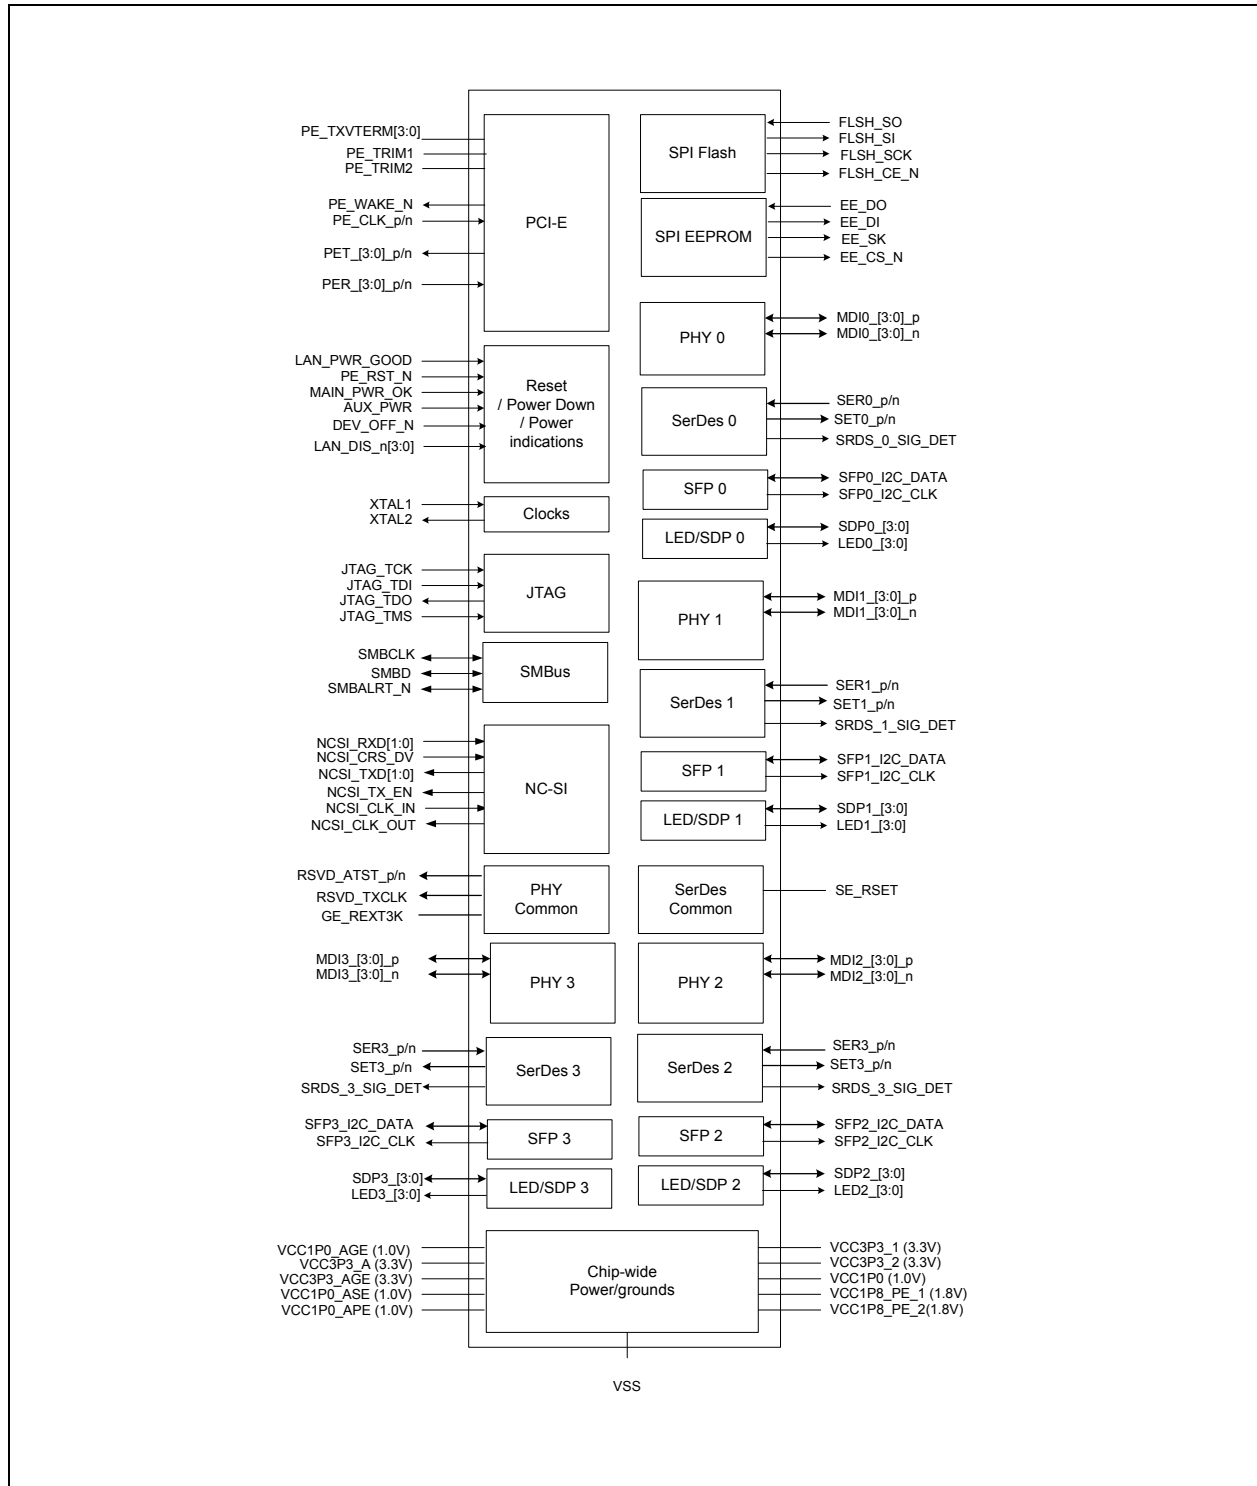 PE_TXVTERM[3:0]
PE_TRIM1
PE_TRIM2
PE_WAKE_N
PE_CLK_p/n
PET_[3:0]_p/n
PER_[3:0]_p/n
PCI-E
LAN_PWR_GOOD
PE_RST_N
MAIN_PWR_OK
AUX_PWR
DEV_OFF_N
LAN_DIS_n[3:0]
Reset
/ Power Down
/ Power
indications
XTAL1
XTAL2
Clocks
JTAG_TCK
JTAG_TDI
JTAG_TDO
JTAG_TMS
JTAG
SMBCLK
SMBD
SMBALRT_N
SMBus
NCSI_RXD[1:0]
NCSI_CRS_DV
NCSI_TXD[1:0]
NCSI_TX_EN
NCSI_CLK_IN
NCSI_CLK_OUT
NC-SI
RSVD_ATST_p/n
RSVD_TXCLK
GE_REXT3K
PHY
Common
MDI3_[3:0]_p
MDI3_[3:0]_n
PHY 3
SER3_p/n
SET3_p/n
SRDS_3_SIG_DET
SerDes 3
SFP3_I2C_DATA
SFP3_I2C_CLK
SFP 3
SDP3_[3:0]
LED3_[3:0]
LED/SDP 3
SPI Flash
FLSH_SO
FLSH_SI
FLSH_SCK
FLSH_CE_N
SPI EEPROM
EE_DO
EE_DI
EE_SK
EE_CS_N
PHY 0
MDI0_[3:0]_p
MDI0_[3:0]_n
SerDes 0
SER0_p/n
SET0_p/n
SRDS_0_SIG_DET
SFP 0
SFP0_I2C_DATA
SFP0_I2C_CLK
LED/SDP 0
SDP0_[3:0]
LED0_[3:0]
PHY 1
MDI1_[3:0]_p
MDI1_[3:0]_n
SerDes 1
SER1_p/n
SET1_p/n
SRDS_1_SIG_DET
SFP 1
SFP1_I2C_DATA
SFP1_I2C_CLK
LED/SDP 1
SDP1_[3:0]
LED1_[3:0]
SerDes
Common
SE_RSET
PHY 2
MDI2_[3:0]_p
MDI2_[3:0]_n
SerDes 2
SER3_p/n
SET3_p/n
SRDS_3_SIG_DET
SFP 2
SFP2_I2C_DATA
SFP2_I2C_CLK
LED/SDP 2
SDP2_[3:0]
LED2_[3:0]
VCC1P0_AGE (1.0V)
VCC3P3_A (3.3V)
VCC3P3_AGE (3.3V)
VCC1P0_ASE (1.0V)
VCC1P0_APE (1.0V)
Chip-wide
Power/grounds
VCC3P3_1 (3.3V)
VCC3P3_2 (3.3V)
VCC1P0 (1.0V)
VCC1P8_PE_1 (1.8V)
VCC1P8_PE_2(1.8V)
VSS